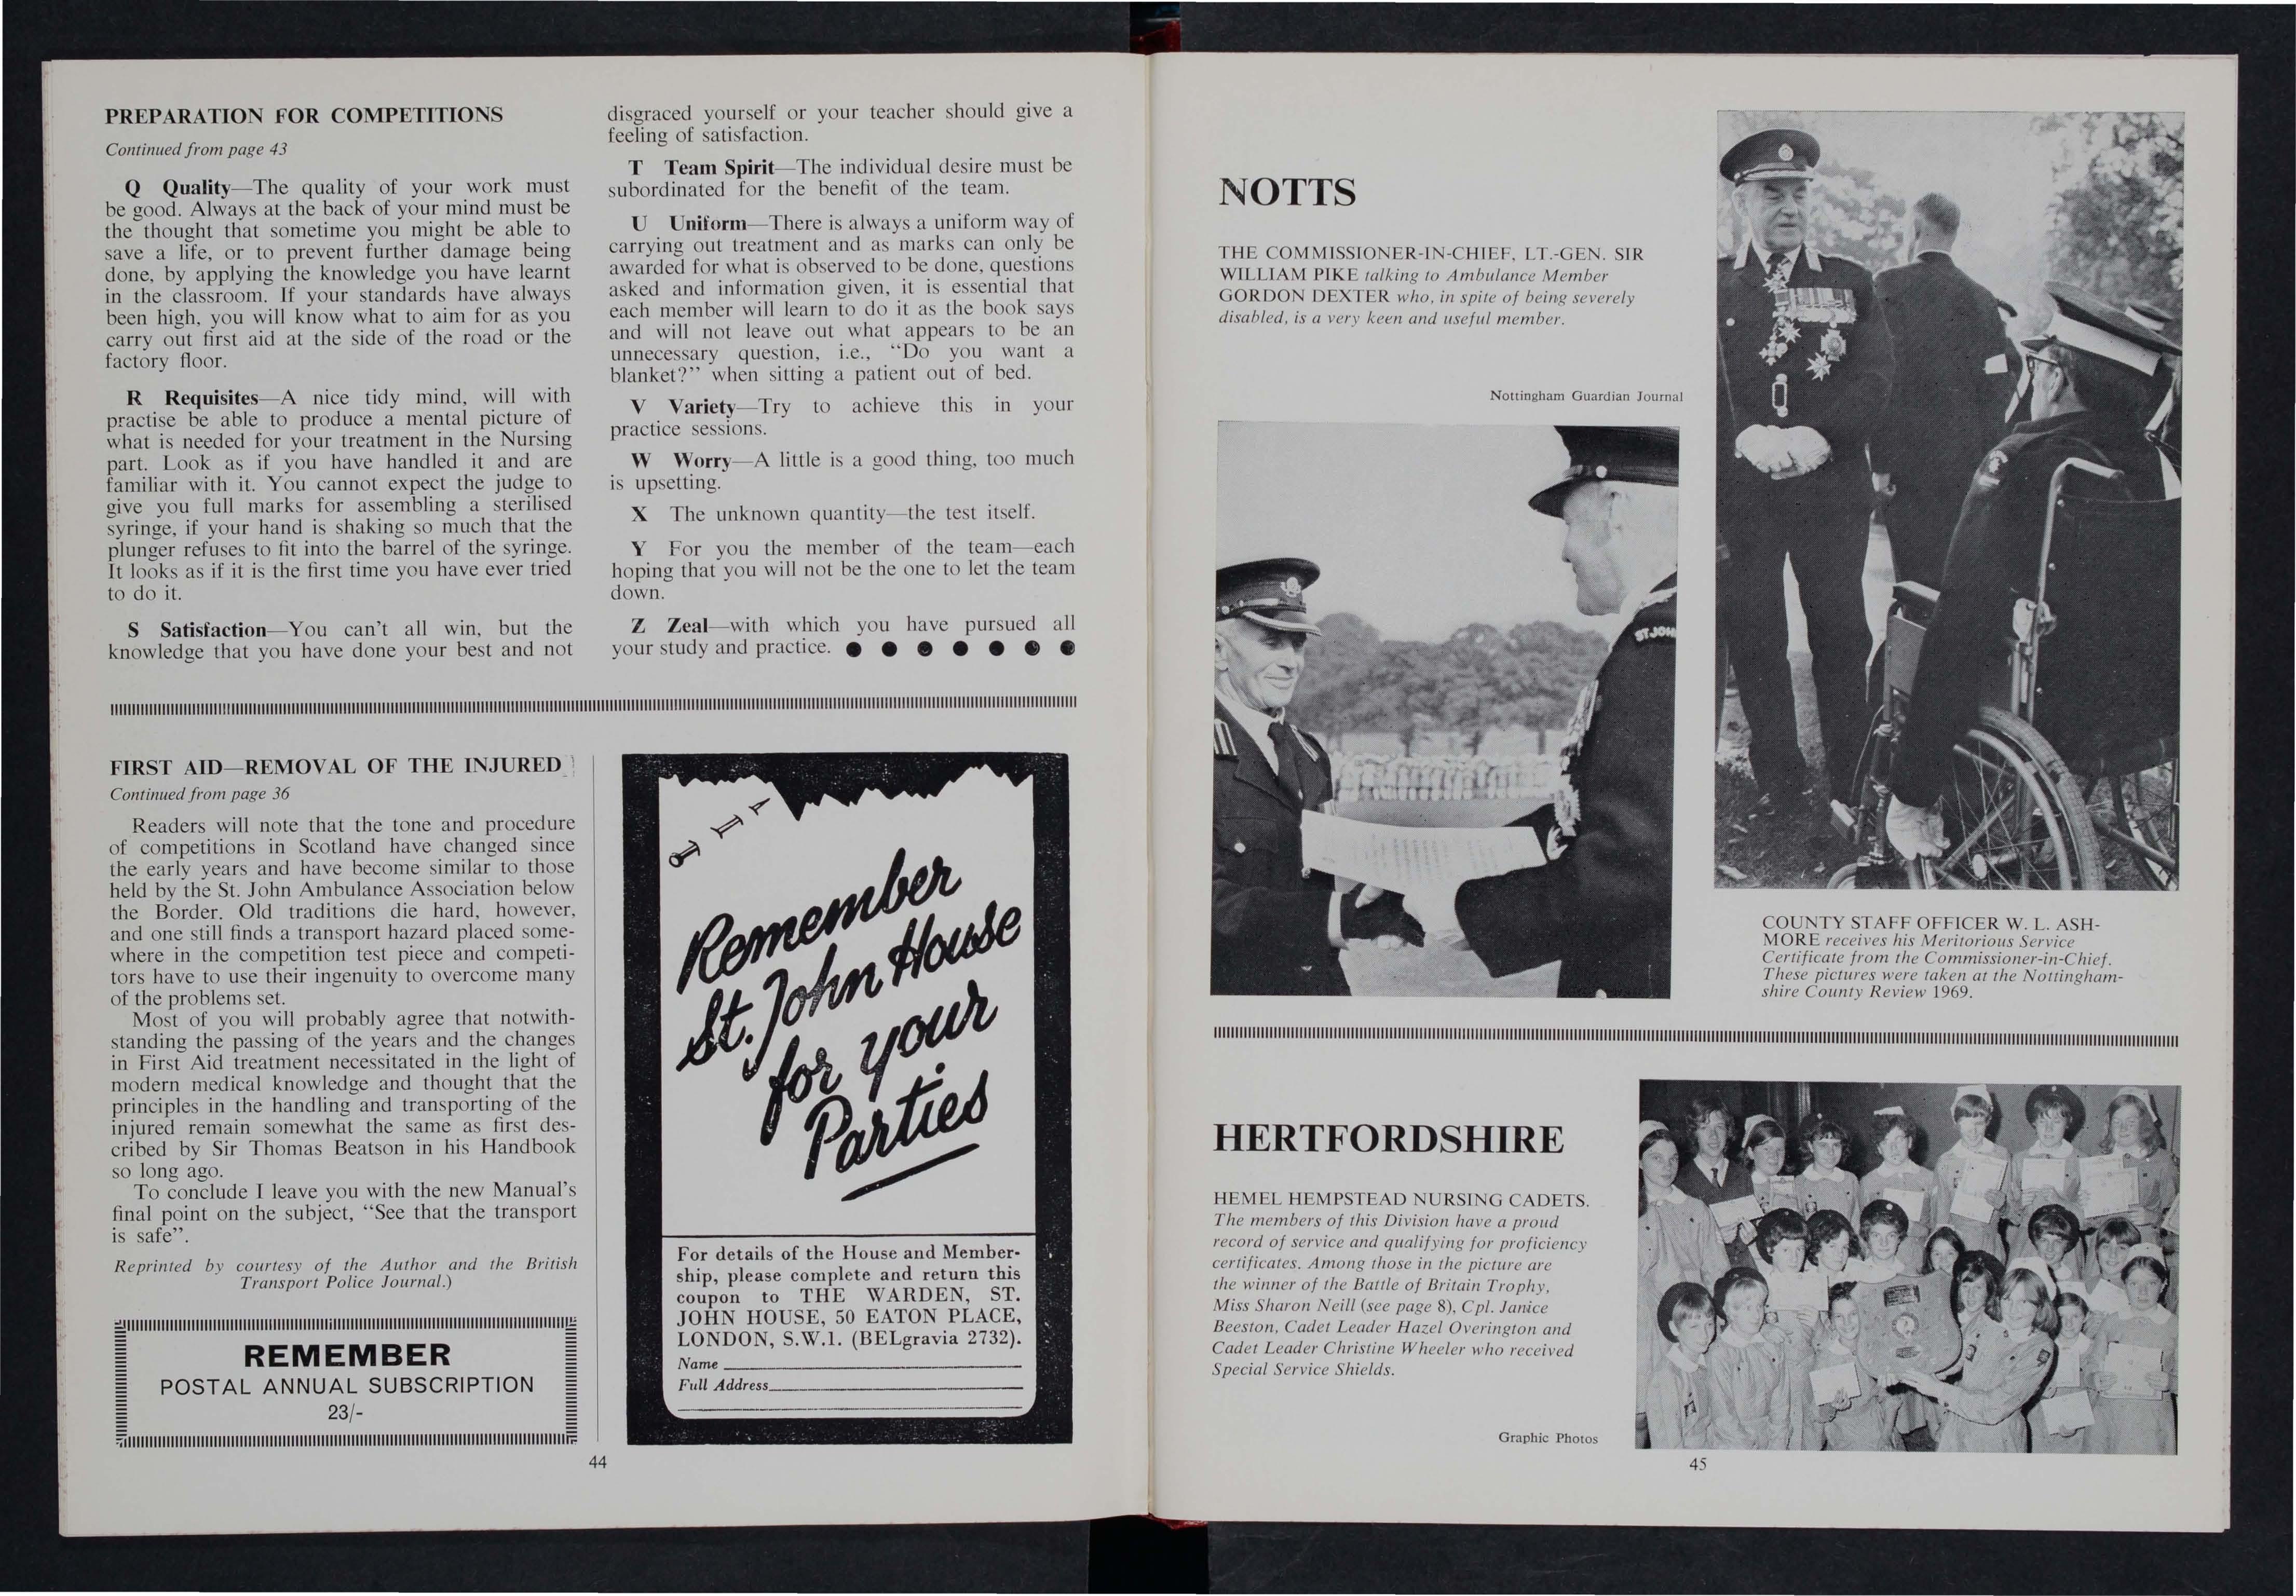 PREPARATION FOR COMPETITIONS
Continued from page 43
Q Quality—The quality of your work must
be good. Always at the back of your mind must be
the thought that sometime you might be able to
save a life, or to prevent further damage being
done, by applying the knowledge you have learnt
in the classroom. If your standards have always
been high, you will know what to aim for as you
carry out first aid at the side of the road or the
factory floor.
R Requisites—A nice tidy mind, will with
practise be able to produce a mental picture of
what is needed for your treatment in the Nursing
part. Look as if you have handled it and are
familiar with it. You cannot expect the judge to
give you full marks for assembling a sterilised
syringe, if your hand is shaking so much that the
plunger refuses to fit into the barrel of the syringe.
It looks as if it is the first time you have ever tried
to do it.
S Satisfaction—You can't all win, but the
knowledge that you have done your best and not
disgraced yourself or your teacher should give a
feeling of satisfaction.
T Team Spirit—The individual desire must be
subordinated for the benefit of the team.
U Uniform—There is always a uniform way of
carrying out treatment and as marks can only be
awarded for what is observed to be done, questions
asked and information given, it is essential that
each member will learn to do it as the book says
and will not leave out what appears to be an
unnecessary question, i.e., "Do you want a
blanket?" when sitting a patient out of bed.
V Variety—Try to achieve this in your
practice sessions.
W Worry—A little is a good thing, too much
is upsetting.
X The unknown quantity—the test itself.
Y For you the member of the team—each
hoping that you will not be the one to let the team
down.
Z Zeal—with which you have pursued all
your study and practice. ● ● ● ● ● ● ●
FIRST AID—REMOVAL OF THE INJURED
Continued from page 36
Readers will note that the tone and procedure
of competitions in Scotland have changed since
the early years and have become similar to those
held by the St. John Ambulance Association below
the Border. Old traditions die hard, however,
and one still finds a transport hazard placed some-
where in the competition test piece and competi-
tors have to use their ingenuity to overcome many
of the problems set.
Most of you will probably agree that notwith-
standing the passing of the years and the changes
in First Aid treatment necessitated in the light of
modern medical knowledge and thought that the
principles in the handling and transporting of the
injured remain somewhat the same as first des-
cribed by Sir Thomas Beatson in his Handbook
so long ago.
To conclude I leave you with the new Manual's
final point on the subject, "See that the transport
is safe".
Reprinted by courtesy of the Author and the British
Transport Police Journal.)
REMEMBER
POSTAL ANNUAL SUBSCRIPTION
23/-
Remember
St. John House
for your
Parties
For details of the House and Member-
ship, please complete and return this
coupon to THE WARDEN, ST.
JOHN HOUSE, 50 EATON PLACE,
LONDON, S.W.1. (BELgravia 2732).
Name
Full Address
44
NOTTS
THE COMMISSIONER-IN-CHIEF, LT.-GEN. SIR
WILLIAM PIKE talking to Ambulance Member
GORDON DEXTER who, in spite of being severely
disabled, is a very keen and useful member.
Nottingham Guardian Journal
ST JOHN
COUNTY STAFF OFFICER W. L. ASH-
MORE receives his Meritorious Service
Certificate from the Commissioner-in-Chief.
These pictures were taken at the Nottingham-
shire County Review 1969.
HERTFORDSHIRE
HEMEL HEMPSTEAD NURSING CADETS.
The members of this Division have a proud
record of service and qualifying for proficiency
certificates. Among those in the picture are
the winner of the Battle of Britain Trophy,
Miss Sharon Neill (see page 8), Cpl. Janice
Beeston, Cadet Leader Hazel Overington and
Cadet Leader Christine Wheeler who received
Special Service Shields.
Graphic Photos
45